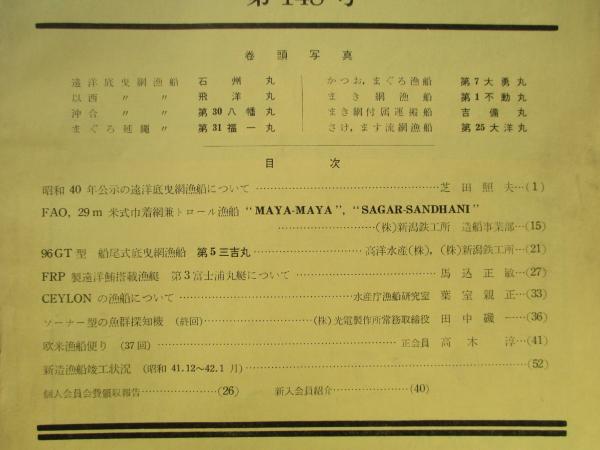 第 148 号
巻頭写真
遠洋底曳網漁船 石州丸 かつお，まぐろ漁船 第7大勇丸
以西 〃 〃 飛洋丸 まき網漁船 第1不動丸
沖合 〃 〃 第30八幡丸 まき網付属運搬船 吉備丸
まぐろ延縄 〃 第31福一丸 さけ，ます流網漁船 第25大洋丸
目次
昭和 40 年公示の遠洋底曳網漁船について…芝田照夫…(1)
FAO, 29m 米式巾着網兼トロール漁船 “MAYA-MAYA”, “SAGAR-SANDHANI”
…(株)新潟鉄工所 造船事業部…(15)
96GT型 船尾式底曳網漁船 第5三吉丸…高洋水産(株)，(株)新潟鉄工所…(21)
FRP 製遠洋鮪搭載漁艇 第3富士浦丸艇について…馬込正敏…(27)
CEYLON の漁船について…水産庁漁船研究室 葉室親正…(33)
ソーナー型の魚群探知機 (終回)…(株)光電製作所常務取締役 田中磯一…(36)
欧米漁船便り (37回)…正会員 高木淳…(41)
新造漁船竣工状況 (昭和 41.12～42.1 月)…(52)
個人会員会費領収報告…(26) 新入会員紹介…(40)